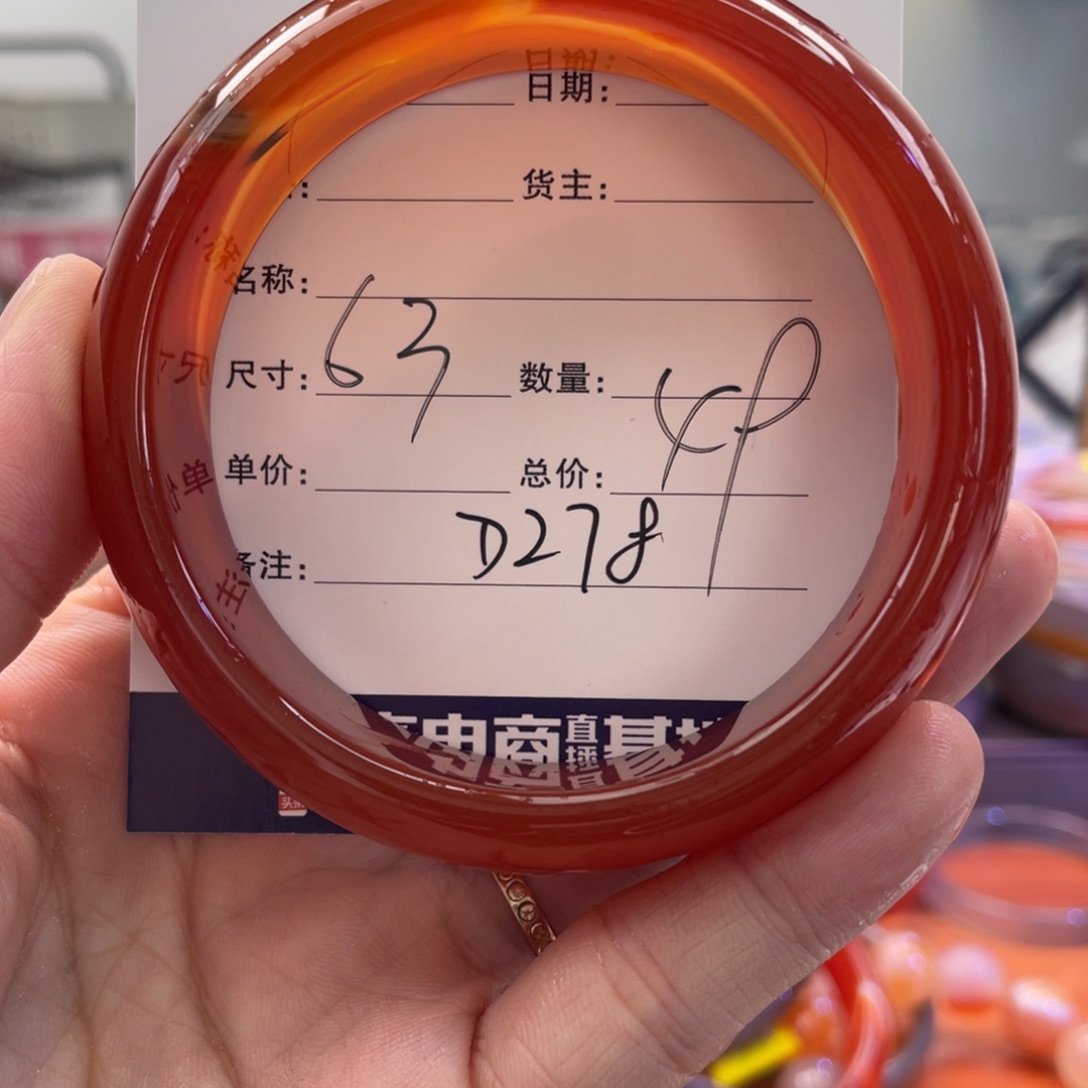 日期:
货主:
名称:
尺寸: 63 数量: 49
单价: 总价:
备注: D278
电商直播基地